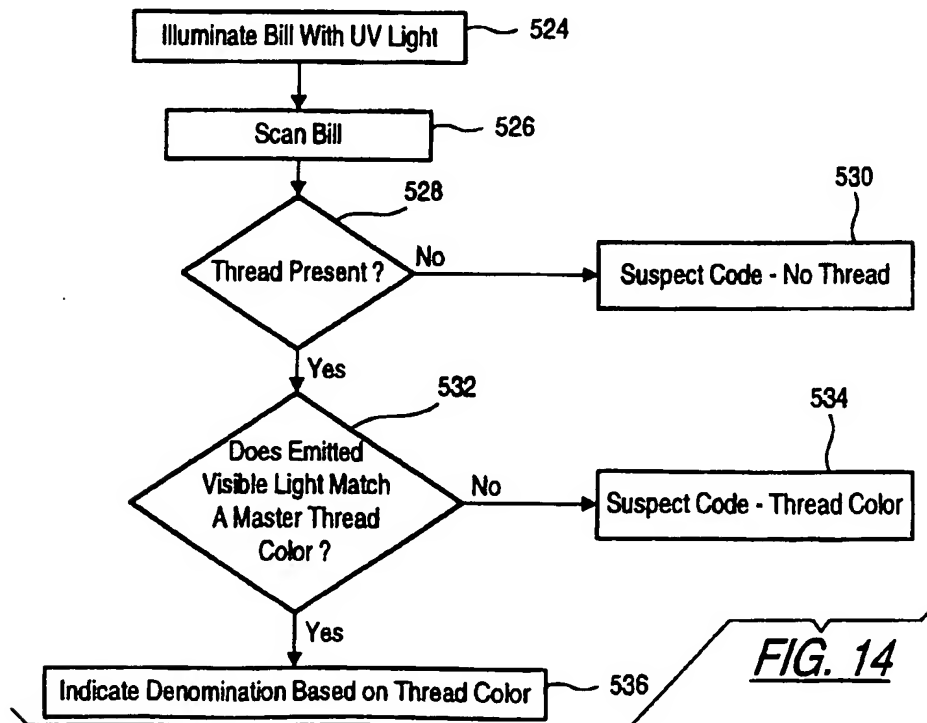 Illuminate Bill With UV Light
524
Scan Bill
526
528
Thread Present ?
No
530
Suspect Code - No Thread
Yes
532
Does Emitted
Visible Light Match
A Master Thread
Color ?
No
534
Suspect Code - Thread Color
Yes
Indicate Denomination Based on Thread Color
536
FIG. 14